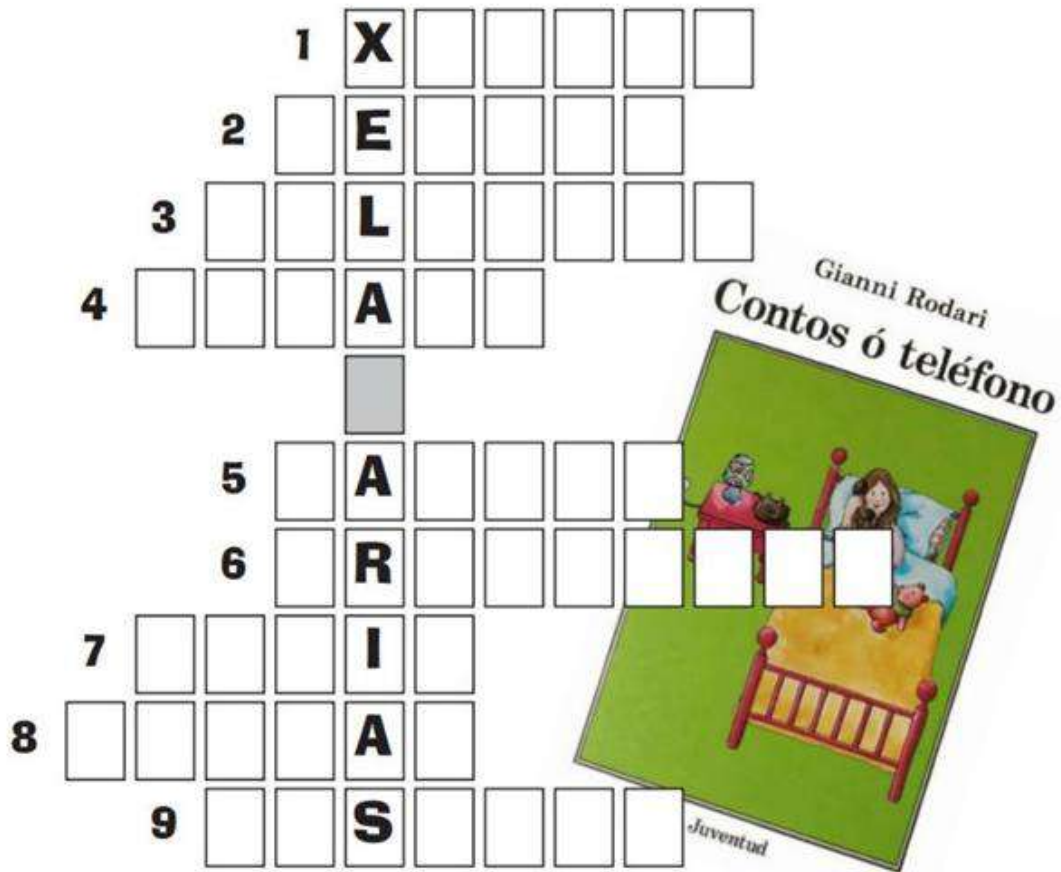 1 X
2 E
3 L
4 A
5 A
6 R
7 I
8 A
9 S
Gianni Rodari
Contos ó teléfono
Juventud